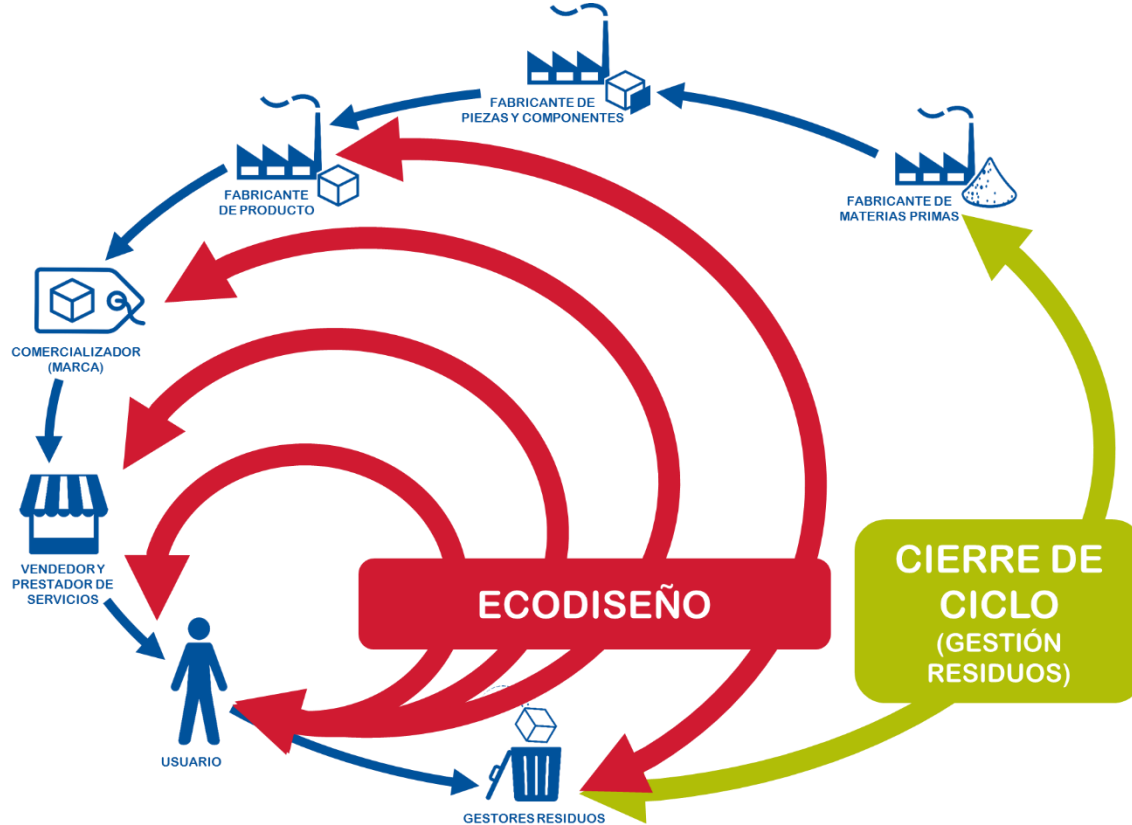 FABRICANTE DE
PIEZAS Y COMPONENTES
FABRICANTE
DE PRODUCTO
FABRICANTE DE
MATERIAS PRIMAS
COMERCIALIZADOR
(MARCA)
VENDEDOR Y
PRESTADOR DE
SERVICIOS
ECODISEÑO
CIERRE DE
CICLO
(GESTIÓN
RESIDUOS)
USUARIO
GESTORES RESIDUOS